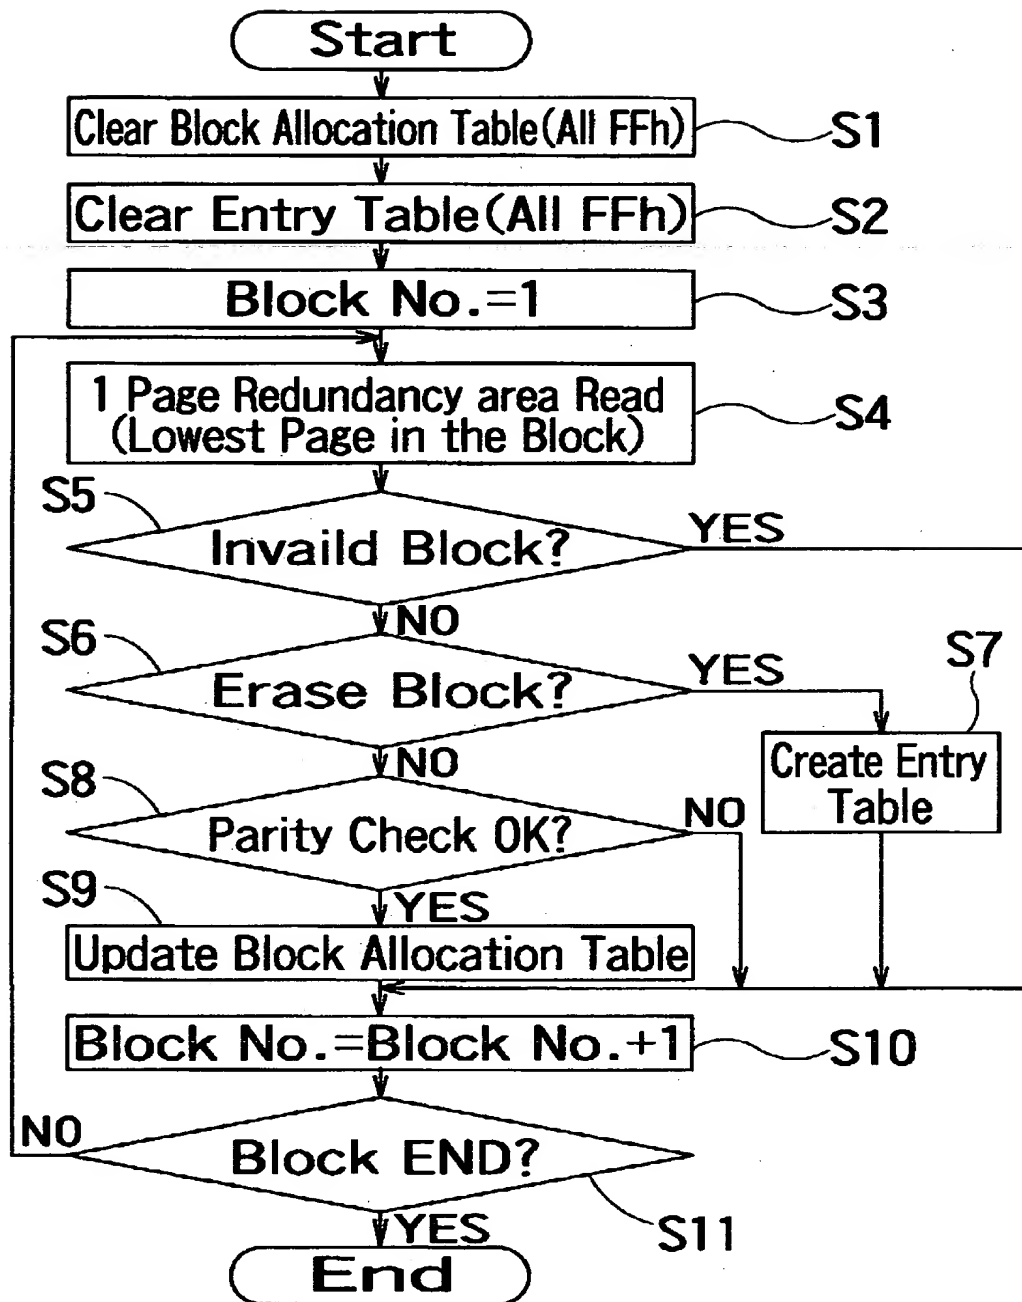 Start
Clear Block Allocation Table(All FFh)
S1
Clear Entry Table(All FFh)
S2
Block No.=1
S3
1 Page Redundancy area Read
(Lowest Page in the Block)
S4
S5
Invaild Block?
YES
NO
S6
Erase Block?
YES
S7
Create Entry
Table
NO
S8
Parity Check OK?
NO
YES
S9
Update Block Allocation Table
Block No.=Block No.+1
S10
NO
Block END?
YES
S11
End